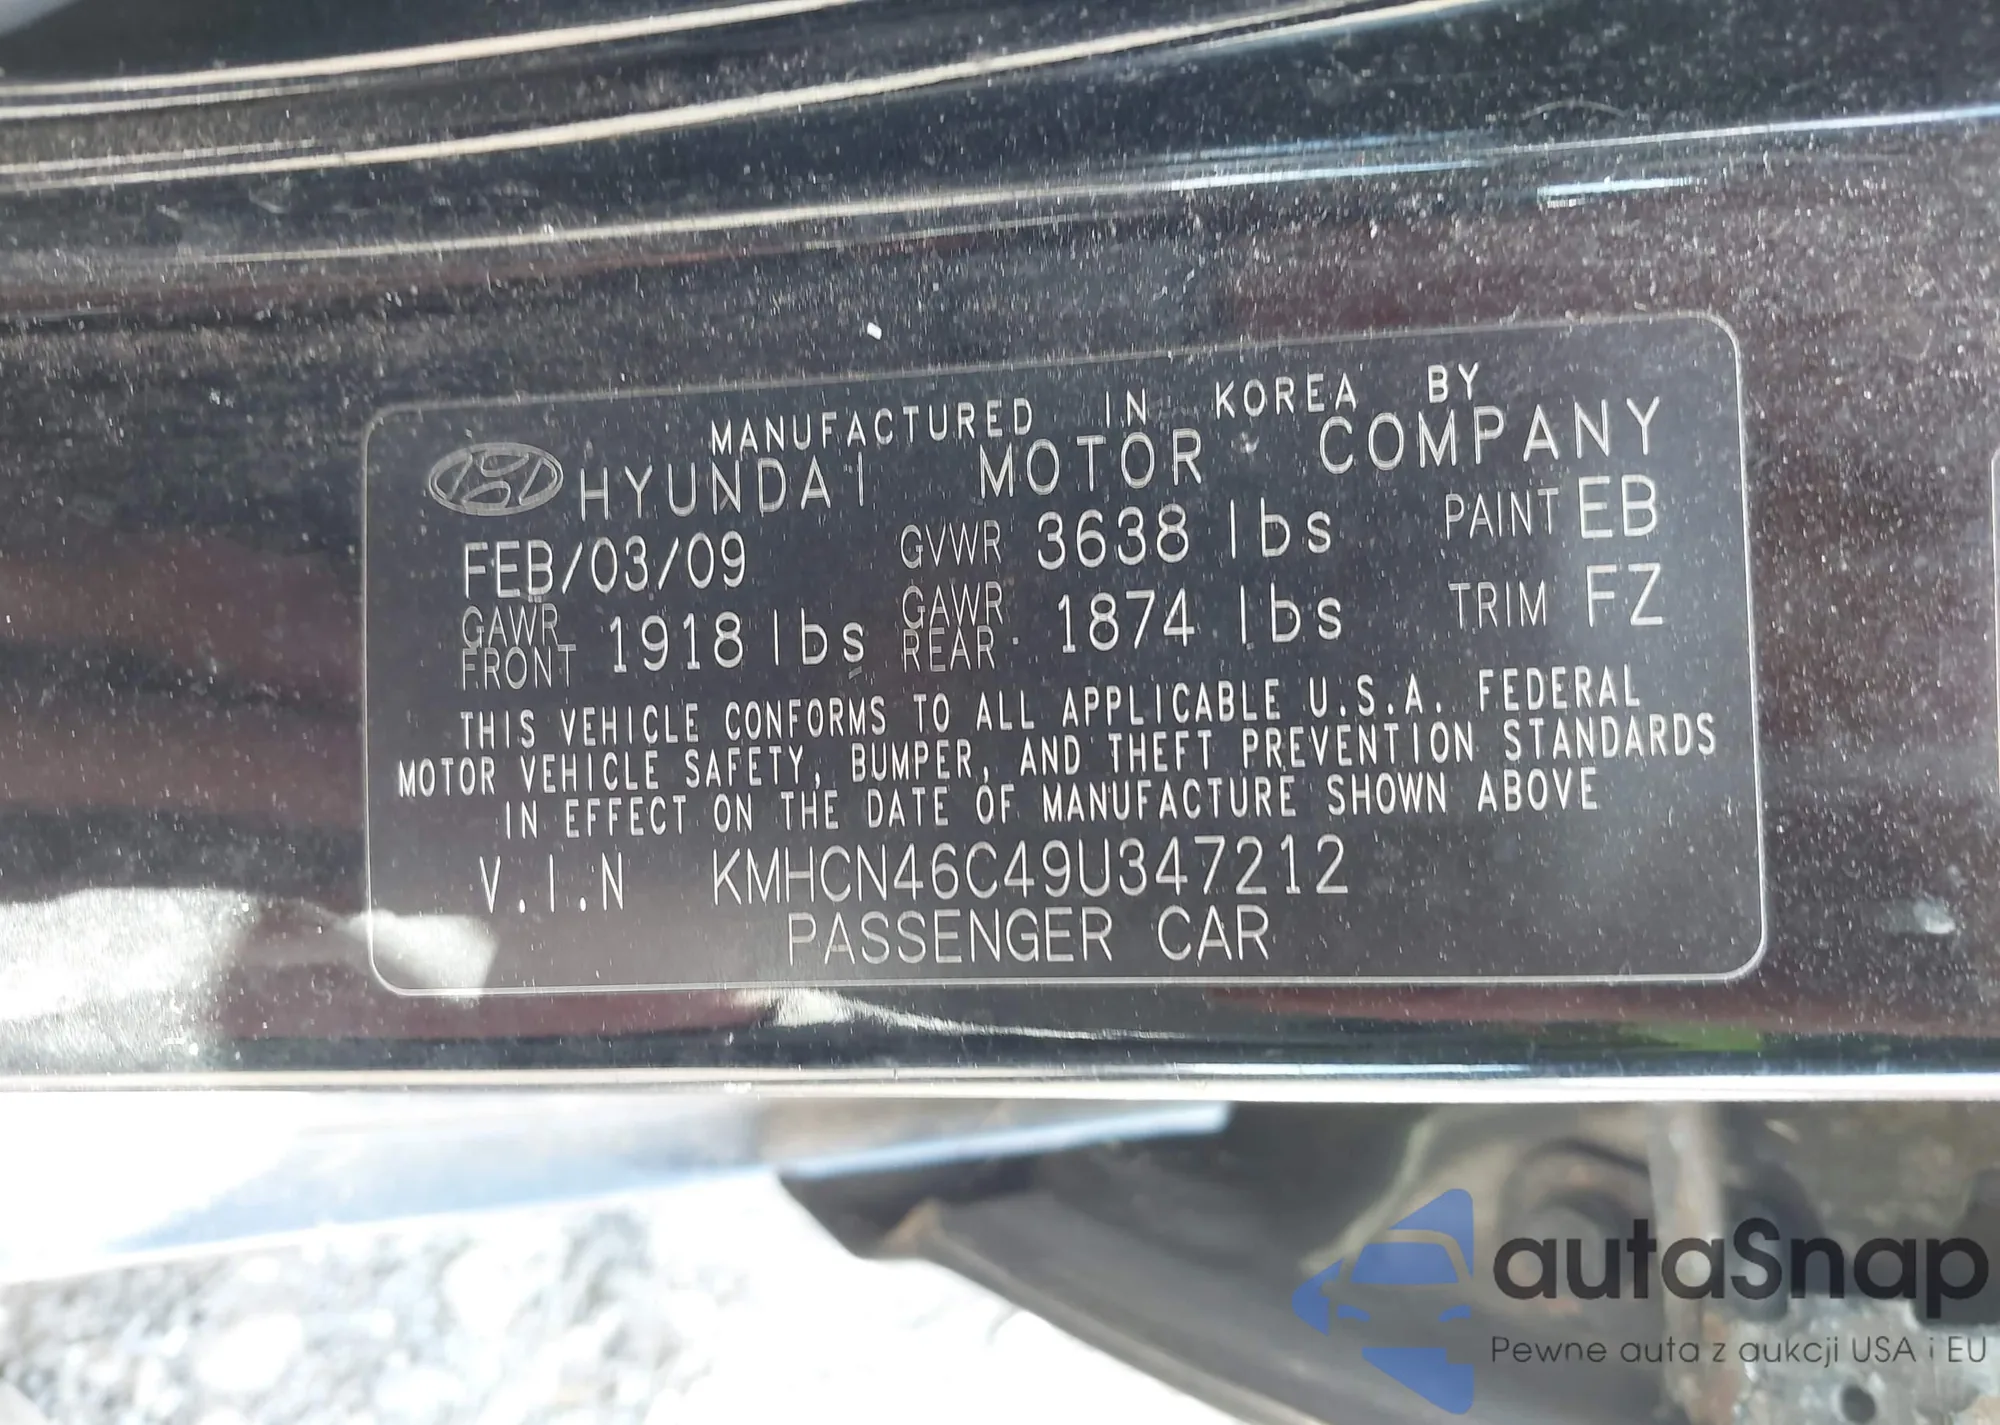 MANUFACTURED IN KOREA BY
HYUNDAI MOTOR COMPANY
FEB/03/09 GVWR 3638 lbs PAINT EB
GAWR FRONT 1918 lbs GAWR REAR 1874 lbs TRIM FZ
THIS VEHICLE CONFORMS TO ALL APPLICABLE U.S.A. FEDERAL
MOTOR VEHICLE SAFETY, BUMPER, AND THEFT PREVENTION STANDARDS
IN EFFECT ON THE DATE OF MANUFACTURE SHOWN ABOVE
V.I.N KMHCN46C49U347212
PASSENGER CAR
autaSnap
Pewne auta z aukcji USA i EU